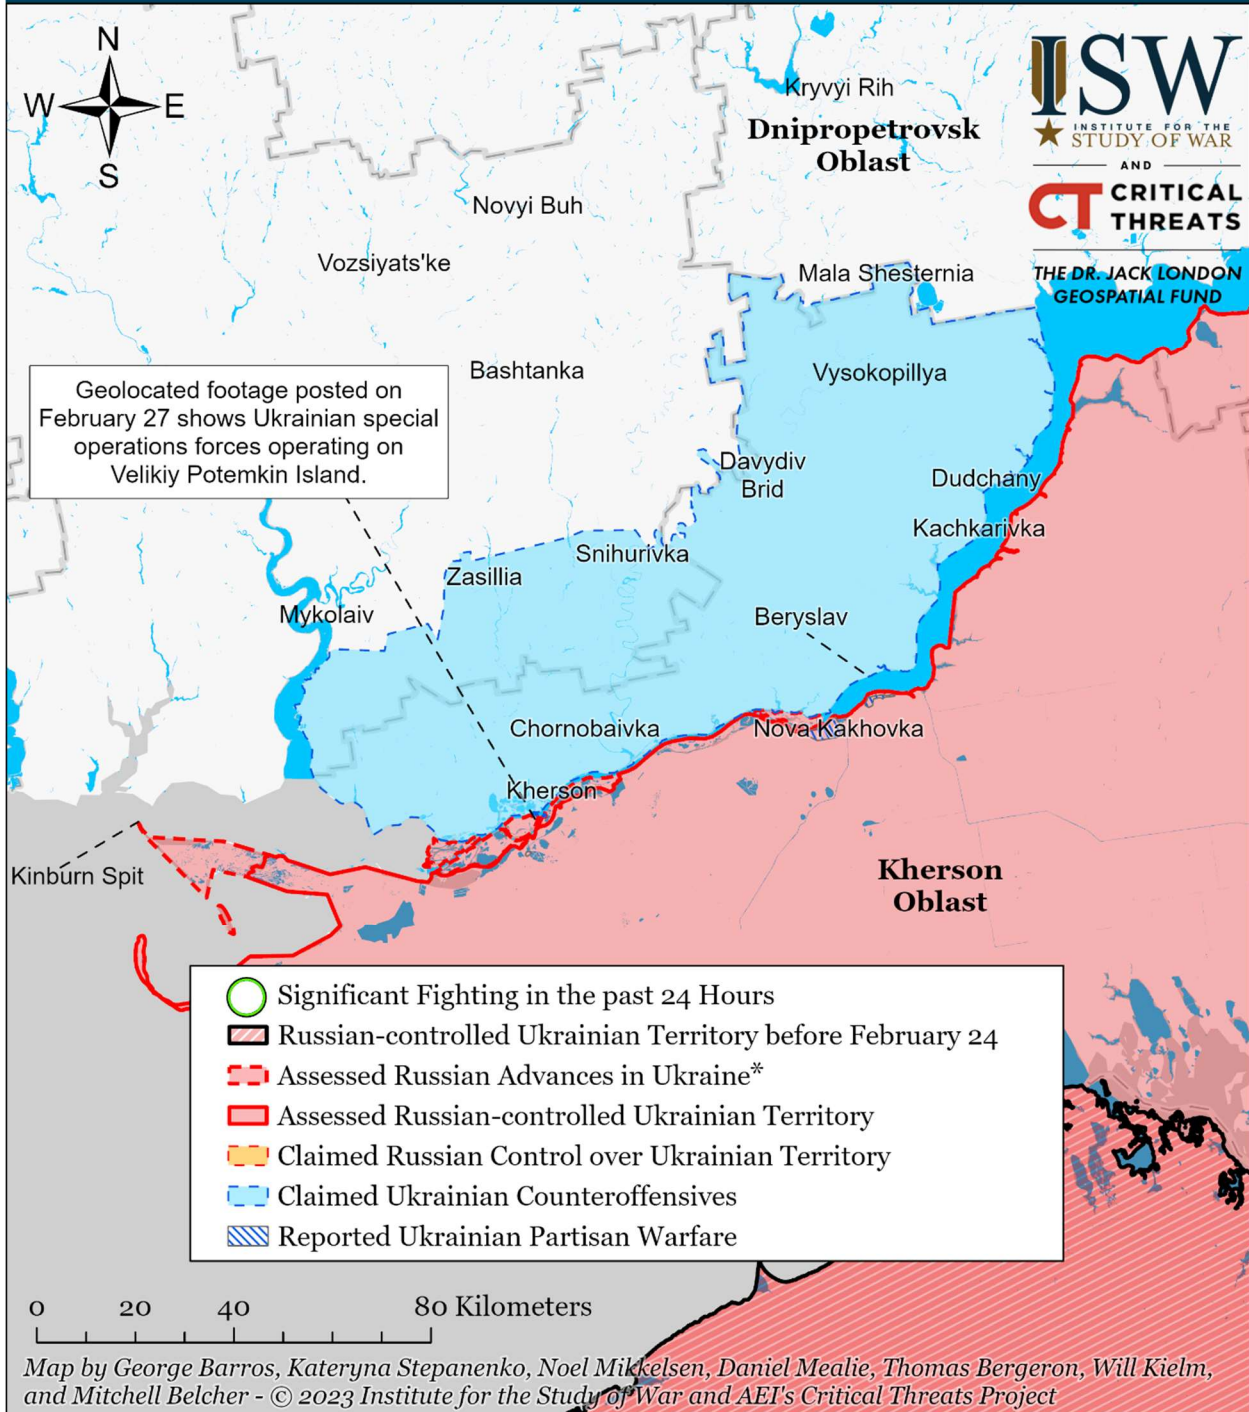 N
W E
S
ISW
INSTITUTE FOR THE
STUDY OF WAR
AND
CT CRITICAL
THREATS
THE DR. JACK LONDON
GEOSPATIAL FUND
Kryvyi Rih
Dnipropetrovsk
Oblast
Novyi Buh
Vozsiyats'ke
Mala Shesternia
Bashtanka
Vysokopillya
Geolocated footage posted on
February 27 shows Ukrainian special
operations forces operating on
Velikiy Potemkin Island.
Davydiv
Brid
Dudchany
Kachkarivka
Snihurivka
Zasillia
Mykolaiv
Beryslav
Chornobaivka
Nova Kakhovka
Kherson
Kinburn Spit
Kherson
Oblast
Significant Fighting in the past 24 Hours
Russian-controlled Ukrainian Territory before February 24
Assessed Russian Advances in Ukraine*
Assessed Russian-controlled Ukrainian Territory
Claimed Russian Control over Ukrainian Territory
Claimed Ukrainian Counteroffensives
Reported Ukrainian Partisan Warfare
0 20 40 80 Kilometers
Map by George Barros, Kateryna Stepanenko, Noel Mikkelsen, Daniel Mealie, Thomas Bergeron, Will Kielm,
and Mitchell Belcher - © 2023 Institute for the Study of War and AEI's Critical Threats Project